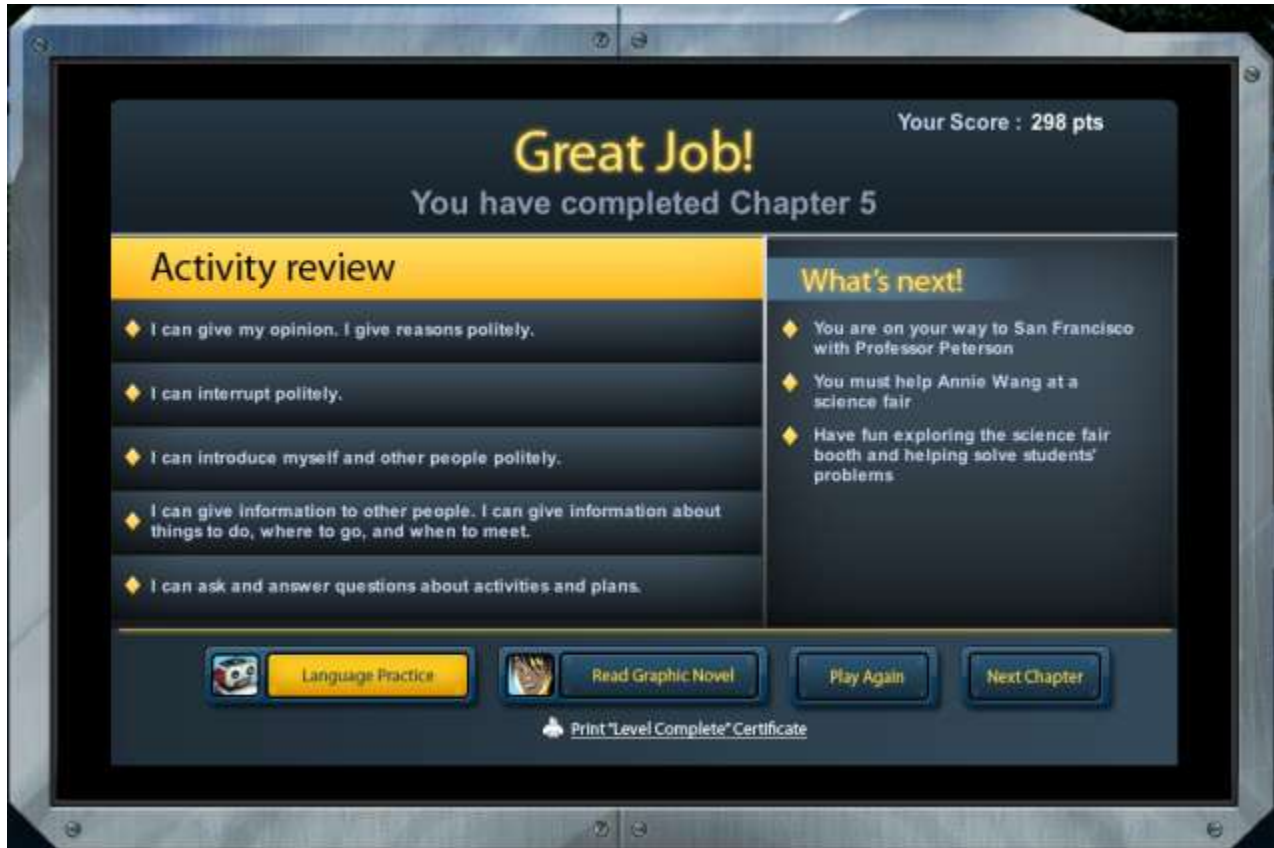 Your Score : 298 pts
Great Job!
You have completed Chapter 5
Activity review
I can give my opinion. I give reasons politely.
I can interrupt politely.
I can introduce myself and other people politely.
I can give information to other people. I can give information about
things to do, where to go, and when to meet.
I can ask and answer questions about activities and plans.
What's next!
You are on your way to San Francisco
with Professor Peterson
You must help Annie Wang at a
science fair
Have fun exploring the science fair
booth and helping solve students'
problems
Language Practice
Read Graphic Novel
Play Again
Next Chapter
Print "Level Complete" Certificate